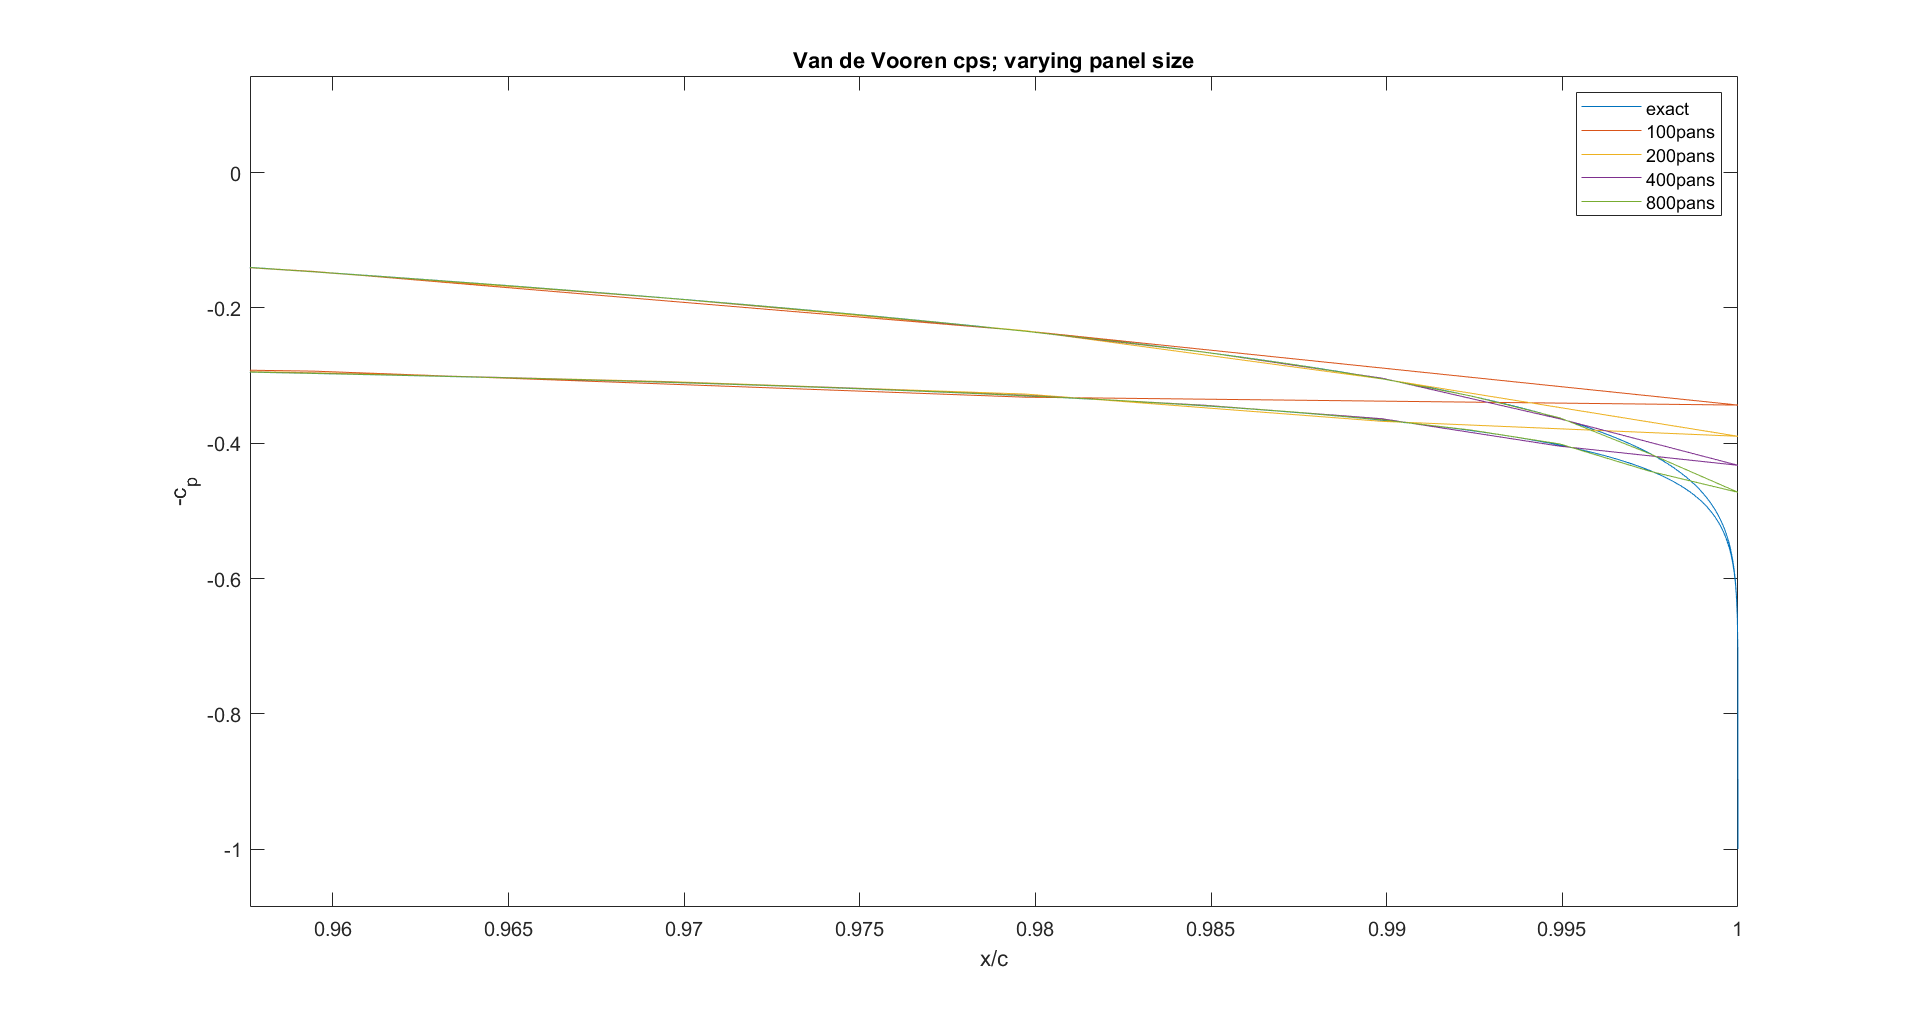 Van de Vooren cps; varying panel size
exact
100pans
200pans
400pans
800pans
0
-0.2
-0.4
-0.6
-0.8
-1
-cp
0.96
0.965
0.97
0.975
0.98
0.985
0.99
0.995
1
x/c